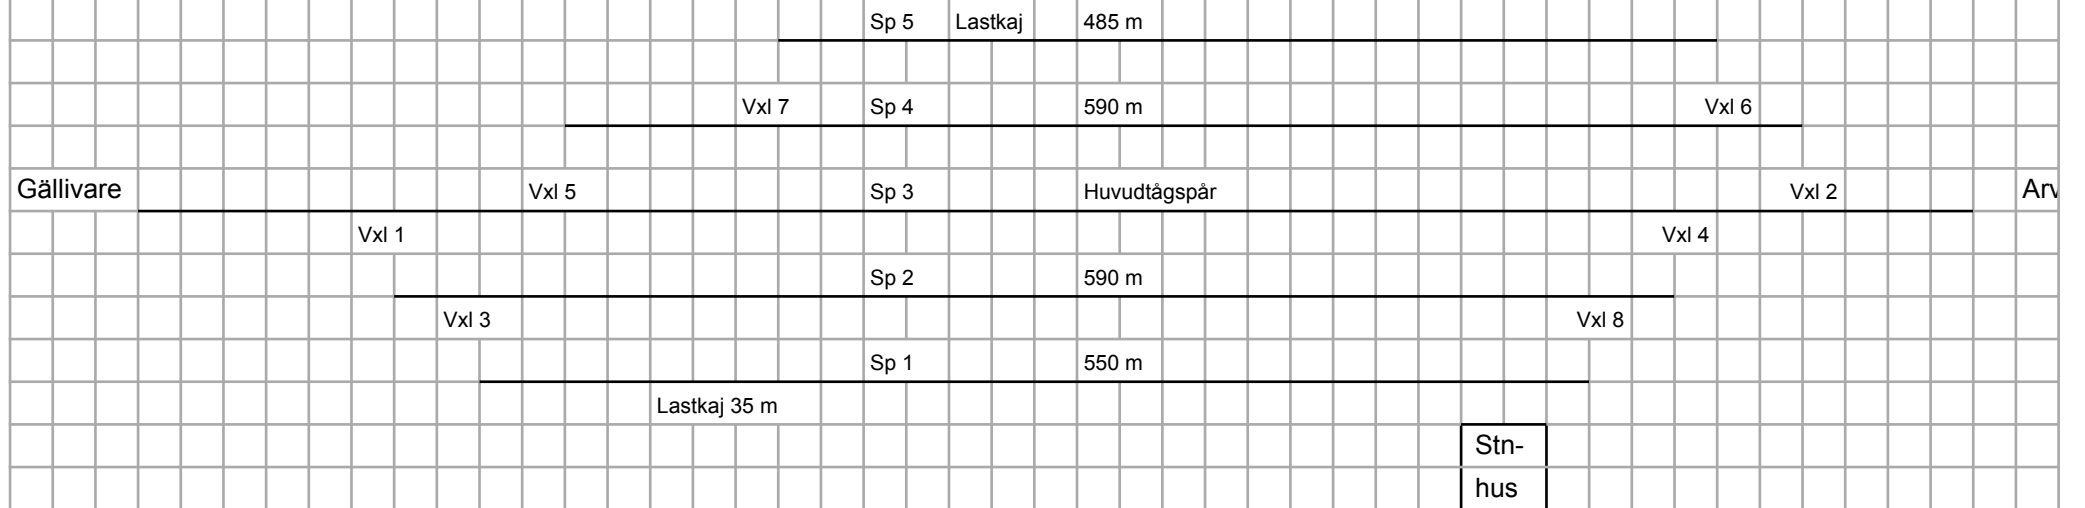 Sp 5 Lastkaj 485 m
Vxl 7 Sp 4 590 m Vxl 6
Gällivare Vxl 5 Sp 3 Huvudtågspår Vxl 2 Arv
Vxl 1 Vxl 4
Sp 2 590 m
Vxl 3 Vxl 8
Sp 1 550 m
Lastkaj 35 m
Stn-
hus